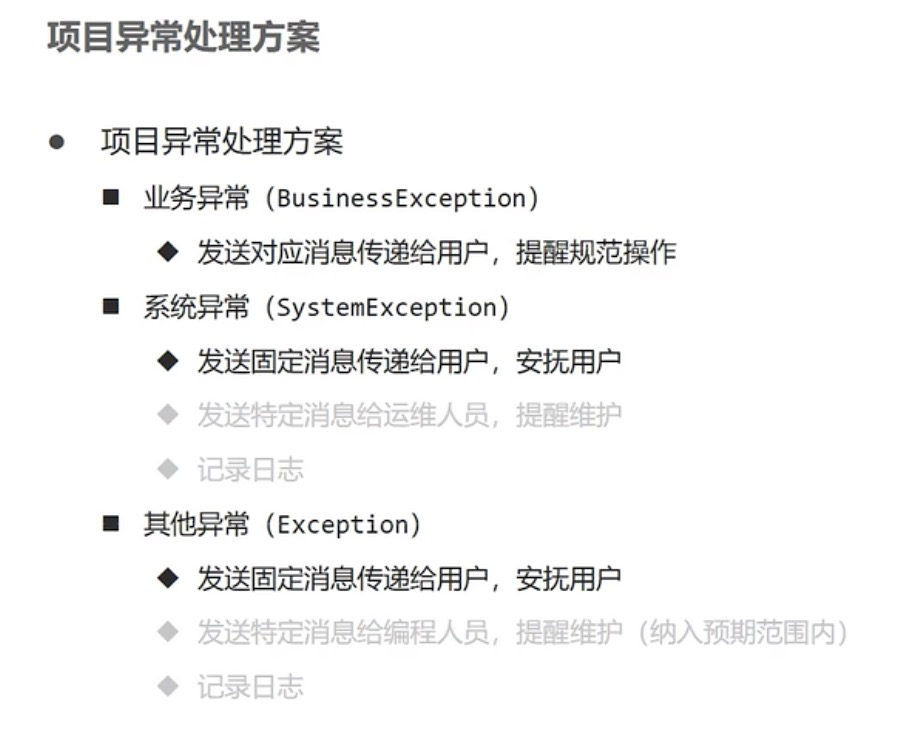 项目异常处理方案
项目异常处理方案
业务异常（BusinessException）
发送对应消息传递给用户，提醒规范操作
系统异常（SystemException）
发送固定消息传递给用户，安抚用户
发送特定消息给运维人员，提醒维护
记录日志
其他异常（Exception）
发送固定消息传递给用户，安抚用户
发送特定消息给编程人员，提醒维护（纳入预期范围内）
记录日志